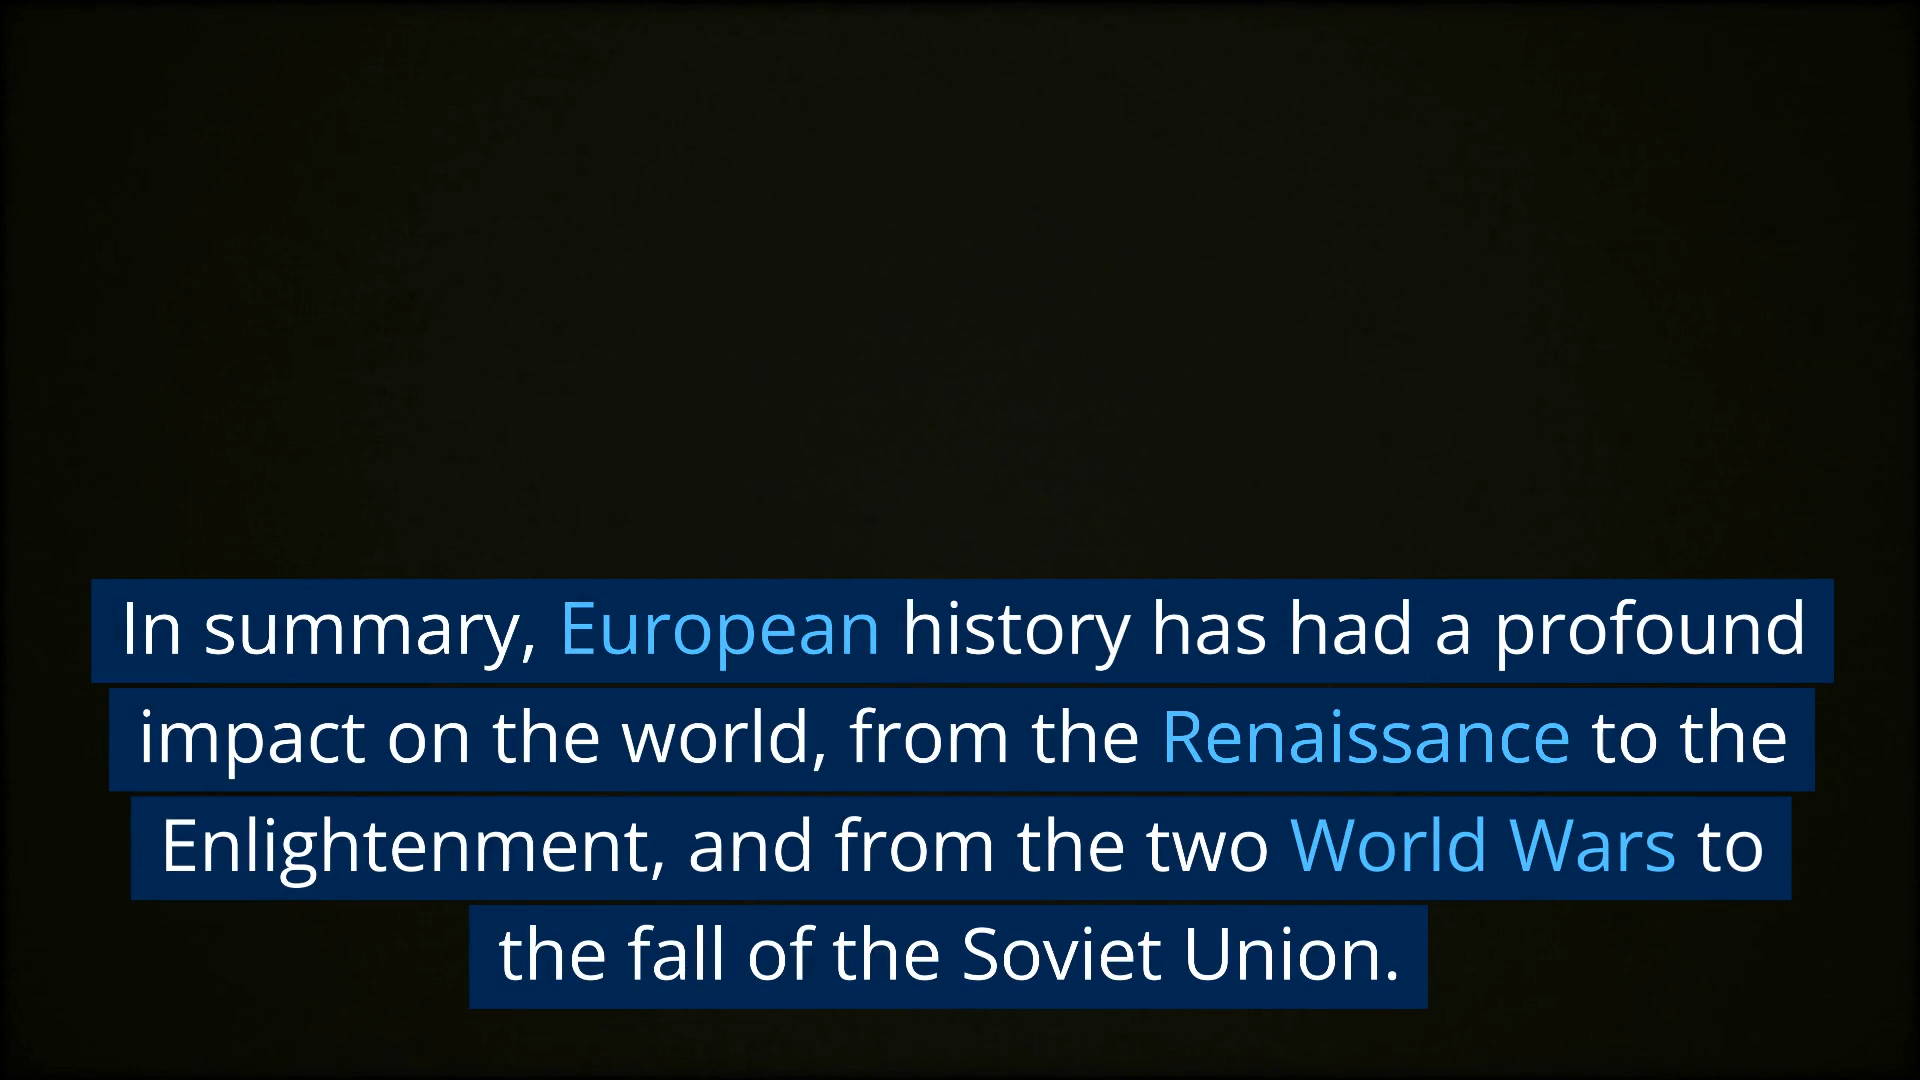 In summary, European history has had a profound
impact on the world, from the Renaissance to the
Enlightenment, and from the two World Wars to
the fall of the Soviet Union.